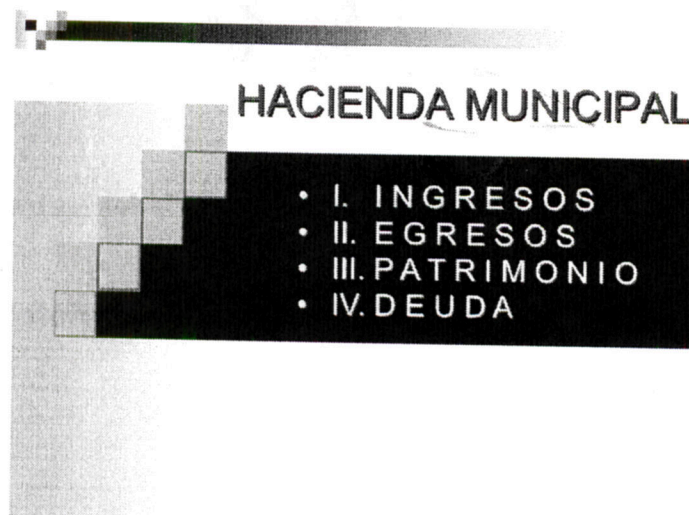 HACIENDA MUNICIPAL
• I. INGRESOS
• II. EGRESOS
• III. PATRIMONIO
• IV. DEUDA